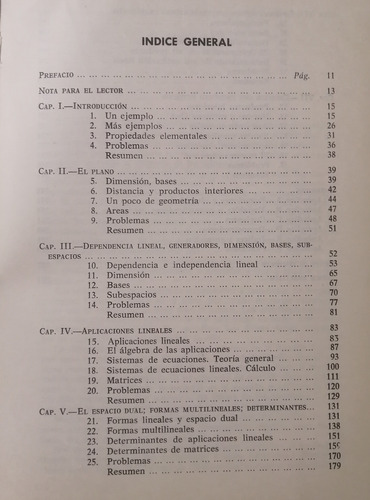 INDICE GENERAL
PREFACIO ... ... ... ... ... ... ... ... ... ... ... ... ... ... Pág. 11
NOTA PARA EL LECTOR ... ... ... ... ... ... ... ... ... ... ... ... 13
CAP. I.—INTRODUCCIÓN ... ... ... ... ... ... ... ... ... ... ... 15
1. Un ejemplo ... ... ... ... ... ... ... ... ... ... ... 15
2. Más ejemplos ... ... ... ... ... ... ... ... ... ... 26
3. Propiedades elementales ... ... ... ... ... ... ... 31
4. Problemas ... ... ... ... ... ... ... ... ... ... ... 36
Resumen ... ... ... ... ... ... ... ... ... ... ... 38
CAP. II.—EL PLANO ... ... ... ... ... ... ... ... ... ... ... ... 39
5. Dimensión, bases ... ... ... ... ... ... ... ... ... 39
6. Distancia y productos interiores ... ... ... ... ... 42
7. Un poco de geometría ... ... ... ... ... ... ... ... 44
8. Areas ... ... ... ... ... ... ... ... ... ... ... ... 47
9. Problemas ... ... ... ... ... ... ... ... ... ... ... 48
Resumen ... ... ... ... ... ... ... ... ... ... ... 51
CAP. III.—DEPENDENCIA LINEAL, GENERADORES, DIMENSIÓN, BASES, SUB-
ESPACIOS ... ... ... ... ... ... ... ... ... ... ... ... ... 52
10. Dependencia e independencia lineal ... ... ... ... 53
11. Dimensión ... ... ... ... ... ... ... ... ... ... ... 65
12. Bases ... ... ... ... ... ... ... ... ... ... ... ... 67
13. Subespacios ... ... ... ... ... ... ... ... ... ... 70
14. Problemas ... ... ... ... ... ... ... ... ... ... ... 77
Resumen ... ... ... ... ... ... ... ... ... ... ... 81
CAP. IV.—APLICACIONES LINEALES ... ... ... ... ... ... ... ... 83
15. Aplicaciones lineales ... ... ... ... ... ... ... ... 83
16. El álgebra de las aplicaciones ... ... ... ... ... ... 87
17. Sistemas de ecuaciones. Teoría general ... ... ... 93
18. Sistemas de ecuaciones lineales. Cálculo ... ... ... 100
19. Matrices ... ... ... ... ... ... ... ... ... ... ... 111
20. Problemas ... ... ... ... ... ... ... ... ... ... ... 120
Resumen ... ... ... ... ... ... ... ... ... ... ... 129
CAP. V.—EL ESPACIO DUAL; FORMAS MULTILINEALES; DETERMINANTES... 131
21. Formas lineales y espacio dual ... ... ... ... ... 131
22. Formas multilineales ... ... ... ... ... ... ... ... 138
23. Determinantes de aplicaciones lineales ... ... ... 151
24. Determinantes de matrices ... ... ... ... ... ... ...
25. Problemas ... ... ... ... ... ... ... ... ... ... ... 170
Resumen ... ... ... ... ... ... ... ... ... ... ... 179